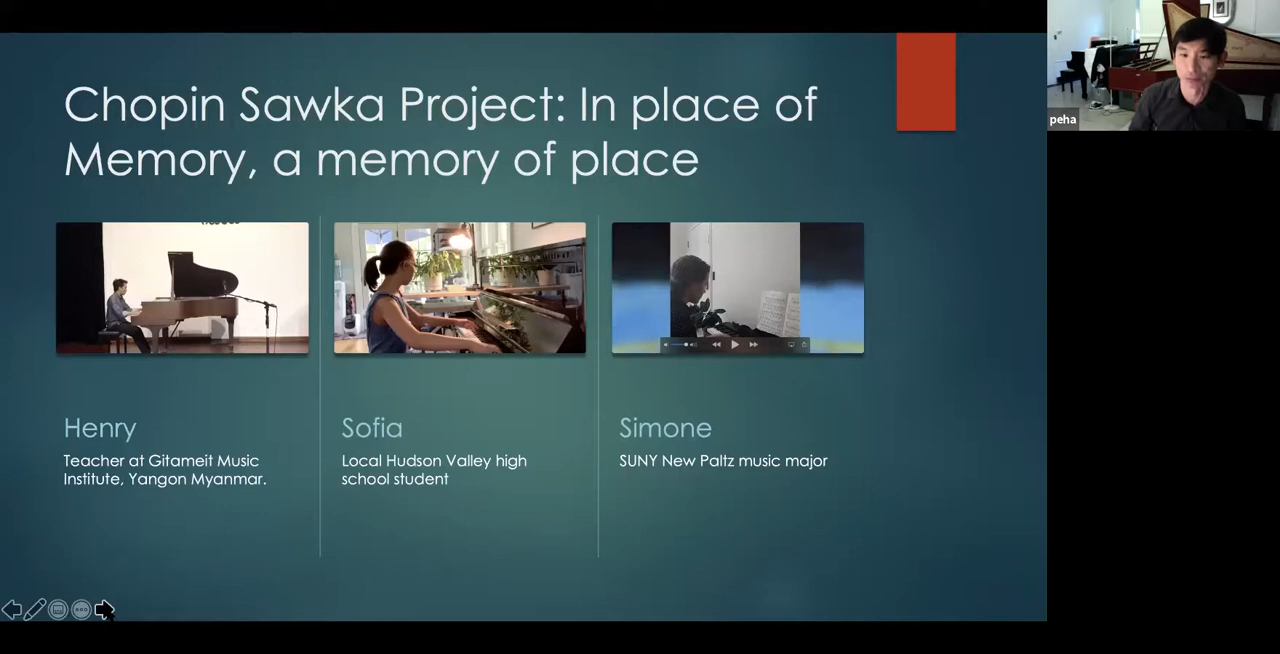 Chopin Sawka Project: In place of
Memory, a memory of place
peha
Henry
Teacher at Gitameit Music
Institute, Yangon Myanmar.
Sofia
Local Hudson Valley high
school student
Simone
SUNY New Paltz music major